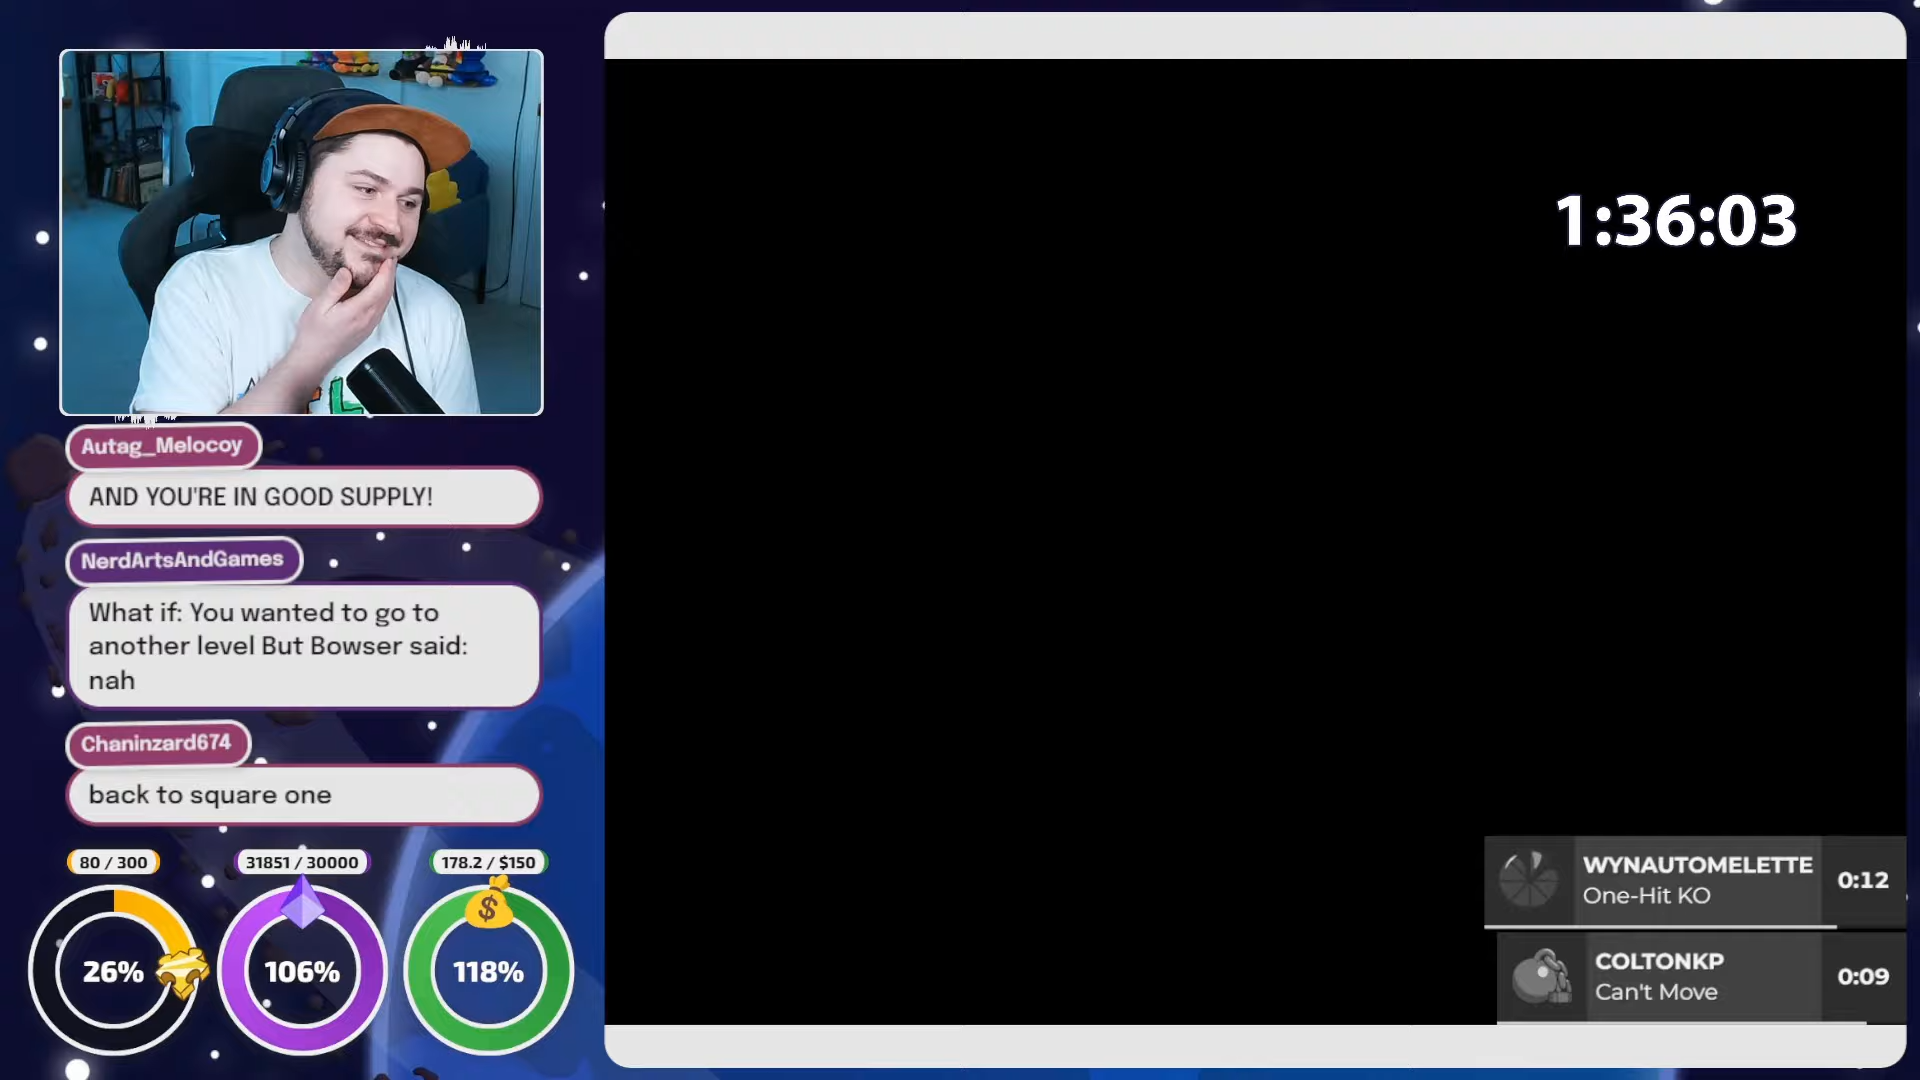 1:36:03
Autag_Melocoy
AND YOU'RE IN GOOD SUPPLY!
NerdArtsAndGames
What if: You wanted to go to
another level But Bowser said:
nah
Chaninzard674
back to square one
80 / 300
31851 / 30000
178.2 / $150
$
26%
106%
118%
WYNAUTOMELETTE
One-Hit KO
0:12
COLTONKP
Can't Move
0:09